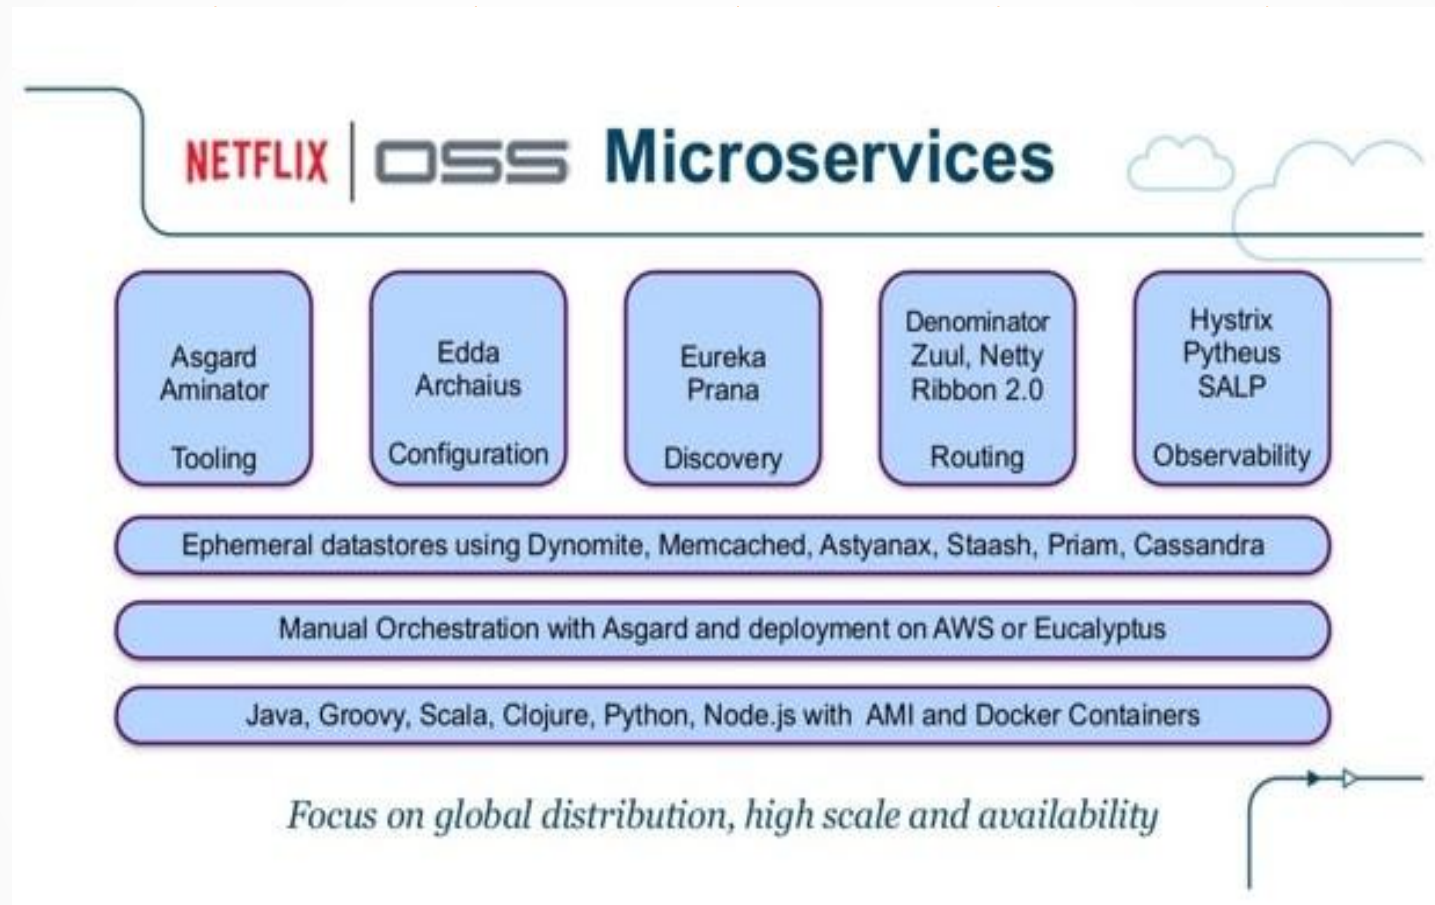 NETFLIX OSS Microservices
Asgard
Aminator
Tooling
Edda
Archaius
Configuration
Eureka
Prana
Discovery
Denominator
Zuul, Netty
Ribbon 2.0
Routing
Hystrix
Pytheus
SALP
Observability
Ephemeral datastores using Dynomite, Memcached, Astyanax, Staash, Priam, Cassandra
Manual Orchestration with Asgard and deployment on AWS or Eucalyptus
Java, Groovy, Scala, Clojure, Python, Node.js with AMI and Docker Containers
Focus on global distribution, high scale and availability